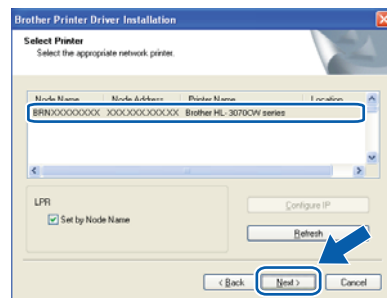 Brother Printer Driver Installation
Select Printer
Select the appropriate network printer.
Node Name Node Address Printer Name Location
BRNXXXXXXXXX XXX.XXX.XXX.XXX Brother HL- 3070CW series
LPR
Set by Node Name
Configure IP
Refresh
< Back Next > Cancel